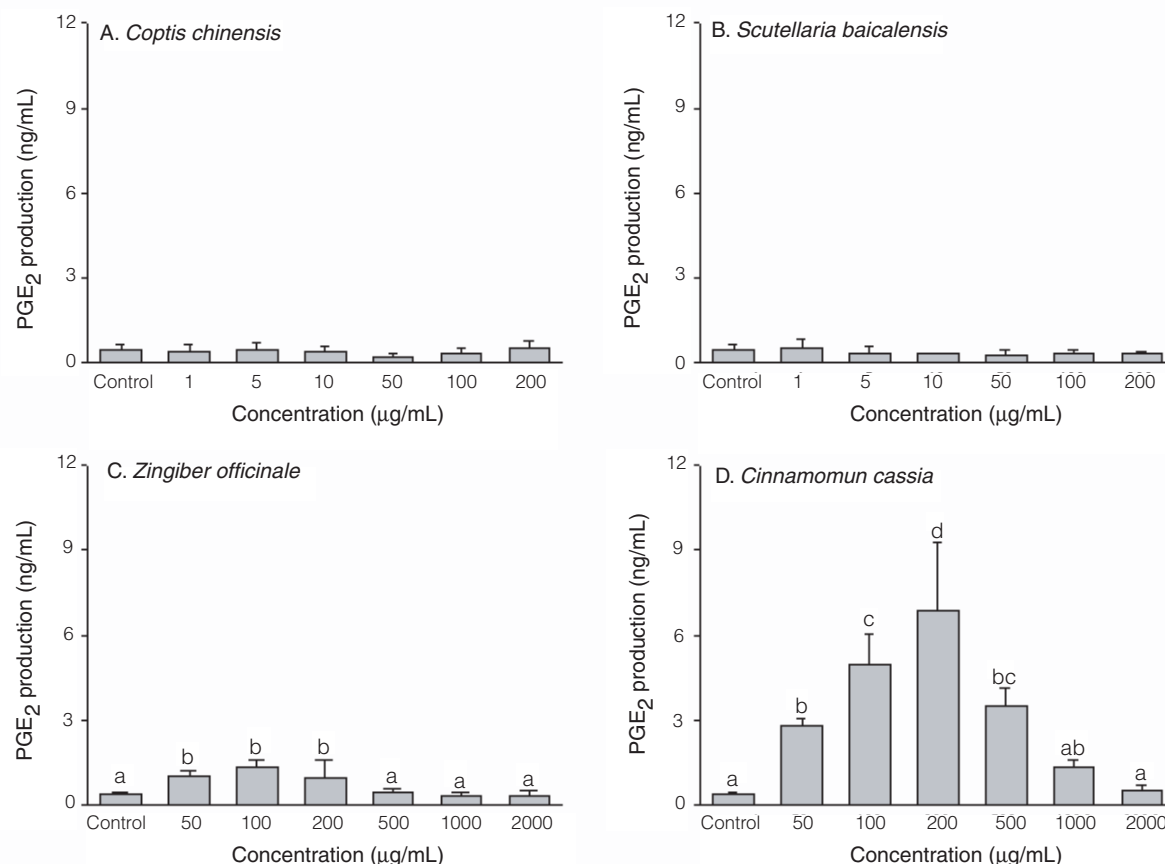 A. Coptis chinensis
PGE2 production (ng/mL)
12
9
6
3
0
Control 1 5 10 50 100 200
Concentration (μg/mL)
B. Scutellaria baicalensis
PGE2 production (ng/mL)
12
9
6
3
0
Control 1 5 10 50 100 200
Concentration (μg/mL)
C. Zingiber officinale
PGE2 production (ng/mL)
12
9
6
3
0
a b b b a a a
Control 50 100 200 500 1000 2000
Concentration (μg/mL)
D. Cinnamomun cassia
PGE2 production (ng/mL)
12
9
6
3
0
a b c d bc ab a
Control 50 100 200 500 1000 2000
Concentration (μg/mL)